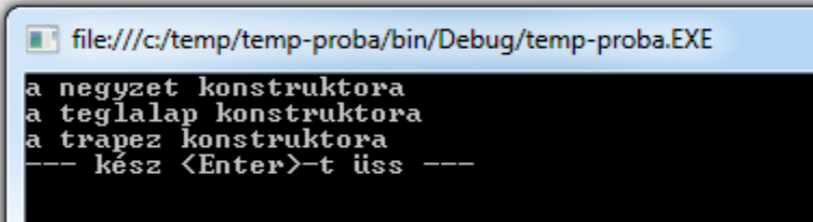 file:///c:/temp/temp-proba/bin/Debug/temp-proba.EXE
a negyzet konstruktora
a teglalap konstruktora
a trapez konstruktora
--- kész <Enter>-t üss ---